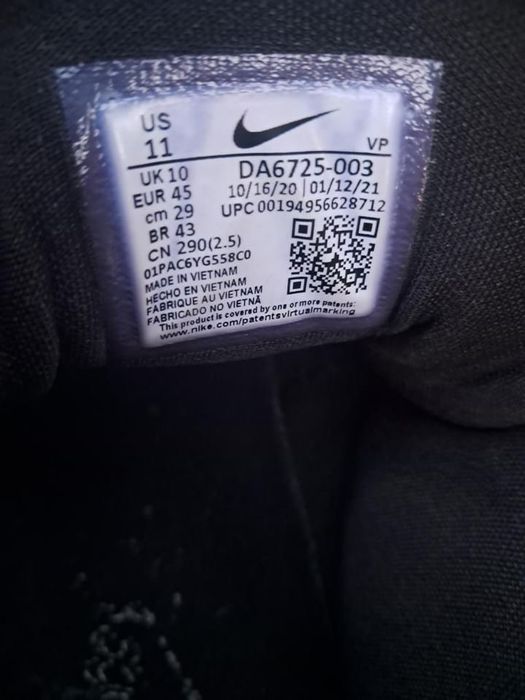 US
11
VP
UK 10
EUR 45
cm 29
BR 43
CN 290(2.5)
DA6725-003
10/16/20 | 01/12/21
UPC 00194956628712
01PAC6YG558C0
MADE IN VIETNAM
HECHO EN VIETNAM
FABRIQUE AU VIETNAM
FABRICADO NO VIETNÃ
This product is covered by one or more patents:
www.nike.com/patentsvirtualmarking